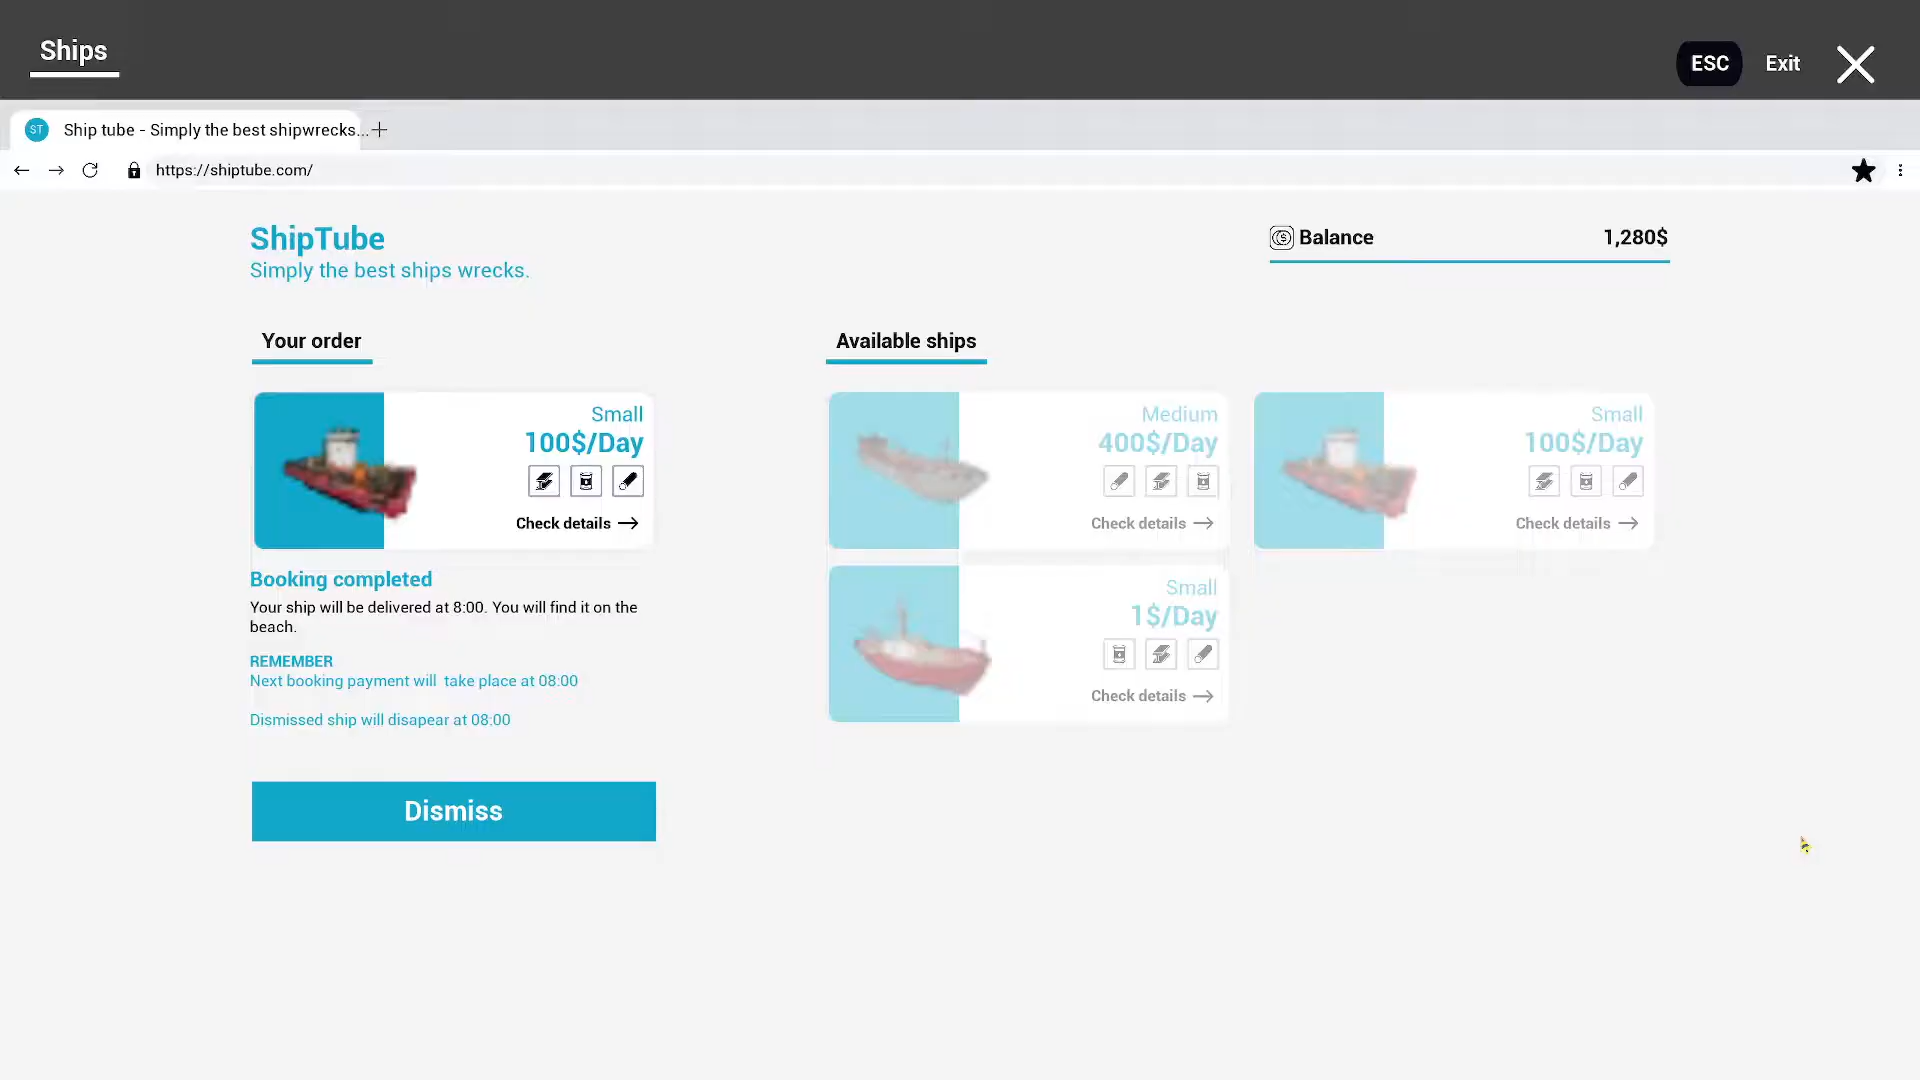 Ships
ESC Exit
ST Ship tube - Simply the best shipwrecks...
https://shiptube.com/
ShipTube
Simply the best ships wrecks.
Balance 1,280$
Your order
Small
100$/Day
Check details
Booking completed
Your ship will be delivered at 8:00. You will find it on the
beach.
REMEMBER
Next booking payment will take place at 08:00
Dismissed ship will disapear at 08:00
Dismiss
Available ships
Medium
400$/Day
Check details
Small
100$/Day
Check details
Small
1$/Day
Check details